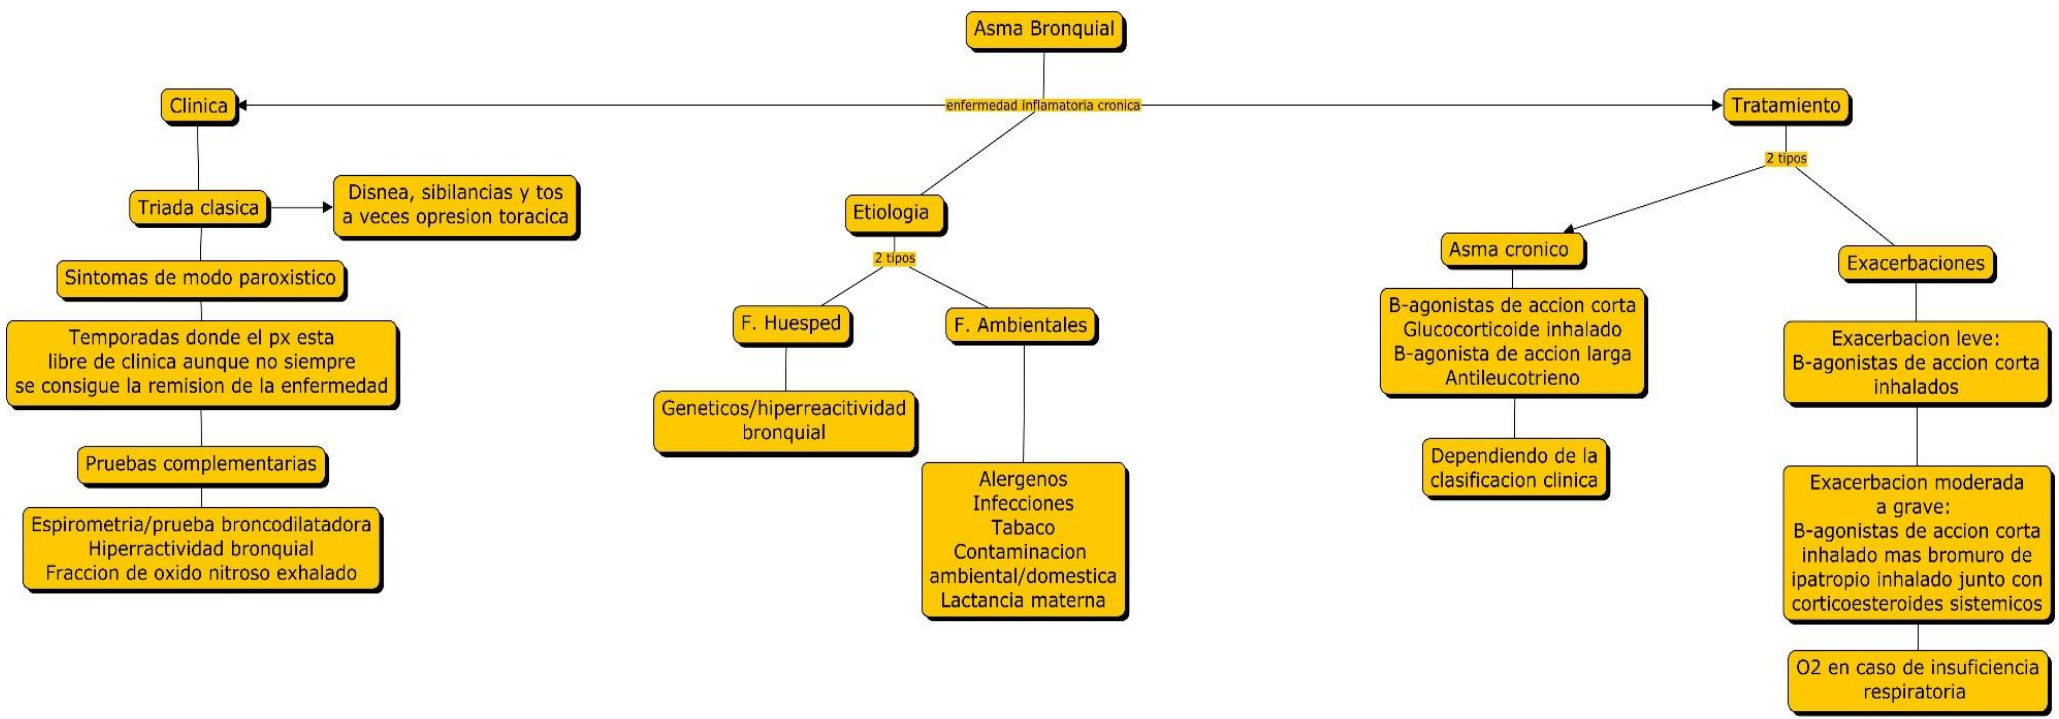 Asma Bronquial
enfermedad inflamatoria cronica
Clinica
Triada clasica
Disnea, sibilancias y tos
a veces opresion toracica
Sintomas de modo paroxistico
Temporadas donde el px esta
libre de clinica aunque no siempre
se consigue la remision de la enfermedad
Pruebas complementarias
Espirometria/prueba broncodilatadora
Hiperractividad bronquial
Fraccion de oxido nitroso exhalado
Etiologia
2 tipos
F. Huesped
Geneticos/hiperreacitividad
bronquial
F. Ambientales
Alergenos
Infecciones
Tabaco
Contaminacion
ambiental/domestica
Lactancia materna
Tratamiento
2 tipos
Asma cronico
B-agonistas de accion corta
Glucocorticoide inhalado
B-agonista de accion larga
Antileucotrieno
Dependiendo de la
clasificacion clinica
Exacerbaciones
Exacerbacion leve:
B-agonistas de accion corta
inhalados
Exacerbacion moderada
a grave:
B-agonistas de accion corta
inhalado mas bromuro de
ipatropio inhalado junto con
corticoesteroides sistemicos
O2 en caso de insuficiencia
respiratoria